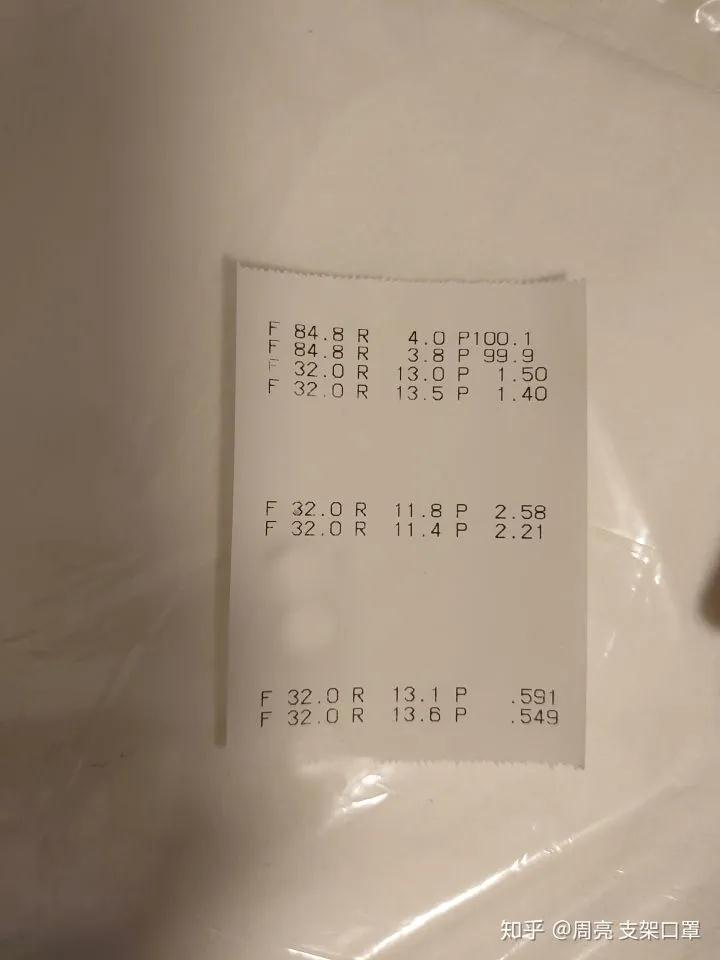 F 84.8 R 4.0 P100.1
F 84.8 R 3.8 P 99.9
F 32.0 R 13.0 P 1.50
F 32.0 R 13.5 P 1.40
F 32.0 R 11.8 P 2.58
F 32.0 R 11.4 P 2.21
F 32.0 R 13.1 P .591
F 32.0 R 13.6 P .549
知乎 @周亮 支架口罩